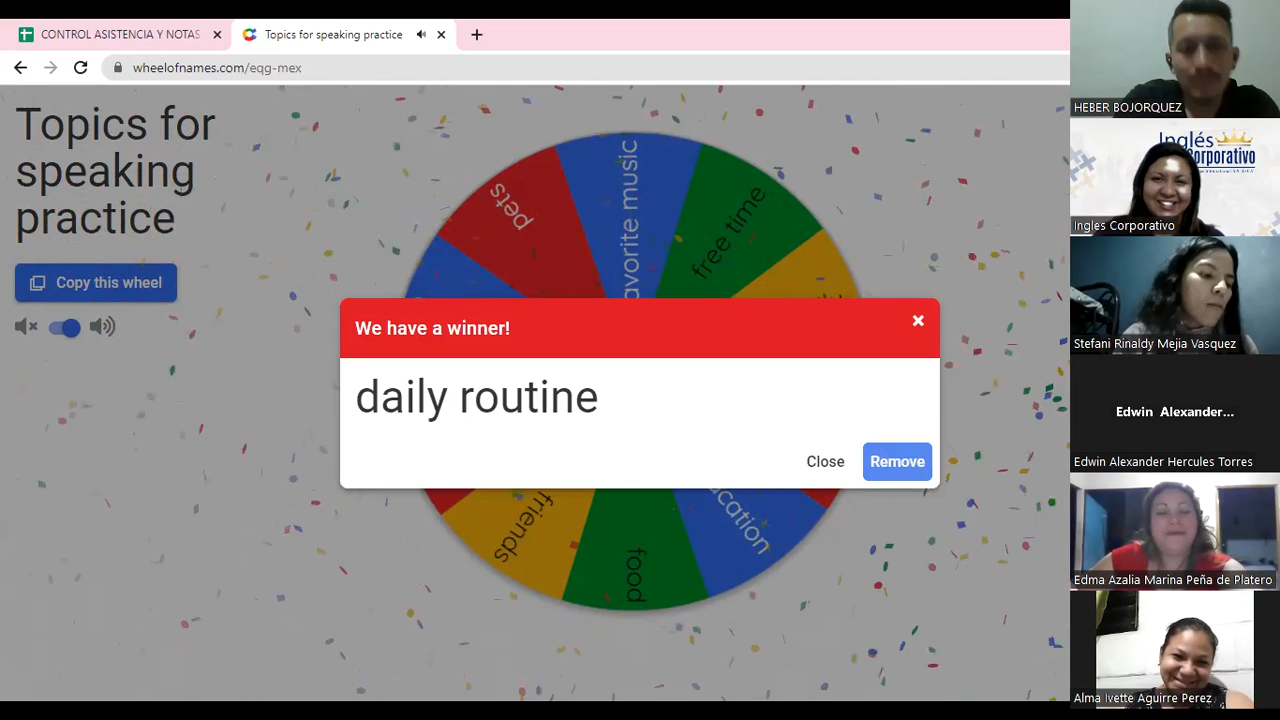 CONTROL ASISTENCIA Y NOTAS
Topics for speaking practice
wheelofnames.com/eqg-mex
Topics for
speaking
practice
Copy this wheel
pets
avorite music
free time
We have a winner!
daily routine
Close
Remove
friends
food
ucation
HEBER BOJORQUEZ
Inglés
Corporativo
Ingles Corporativo
Stefani Rinaldy Mejia Vasquez
Edwin Alexander...
Edwin Alexander Hercules Torres
Edma Azalia Marina Peña de Platero
Alma Ivette Aguirre Perez